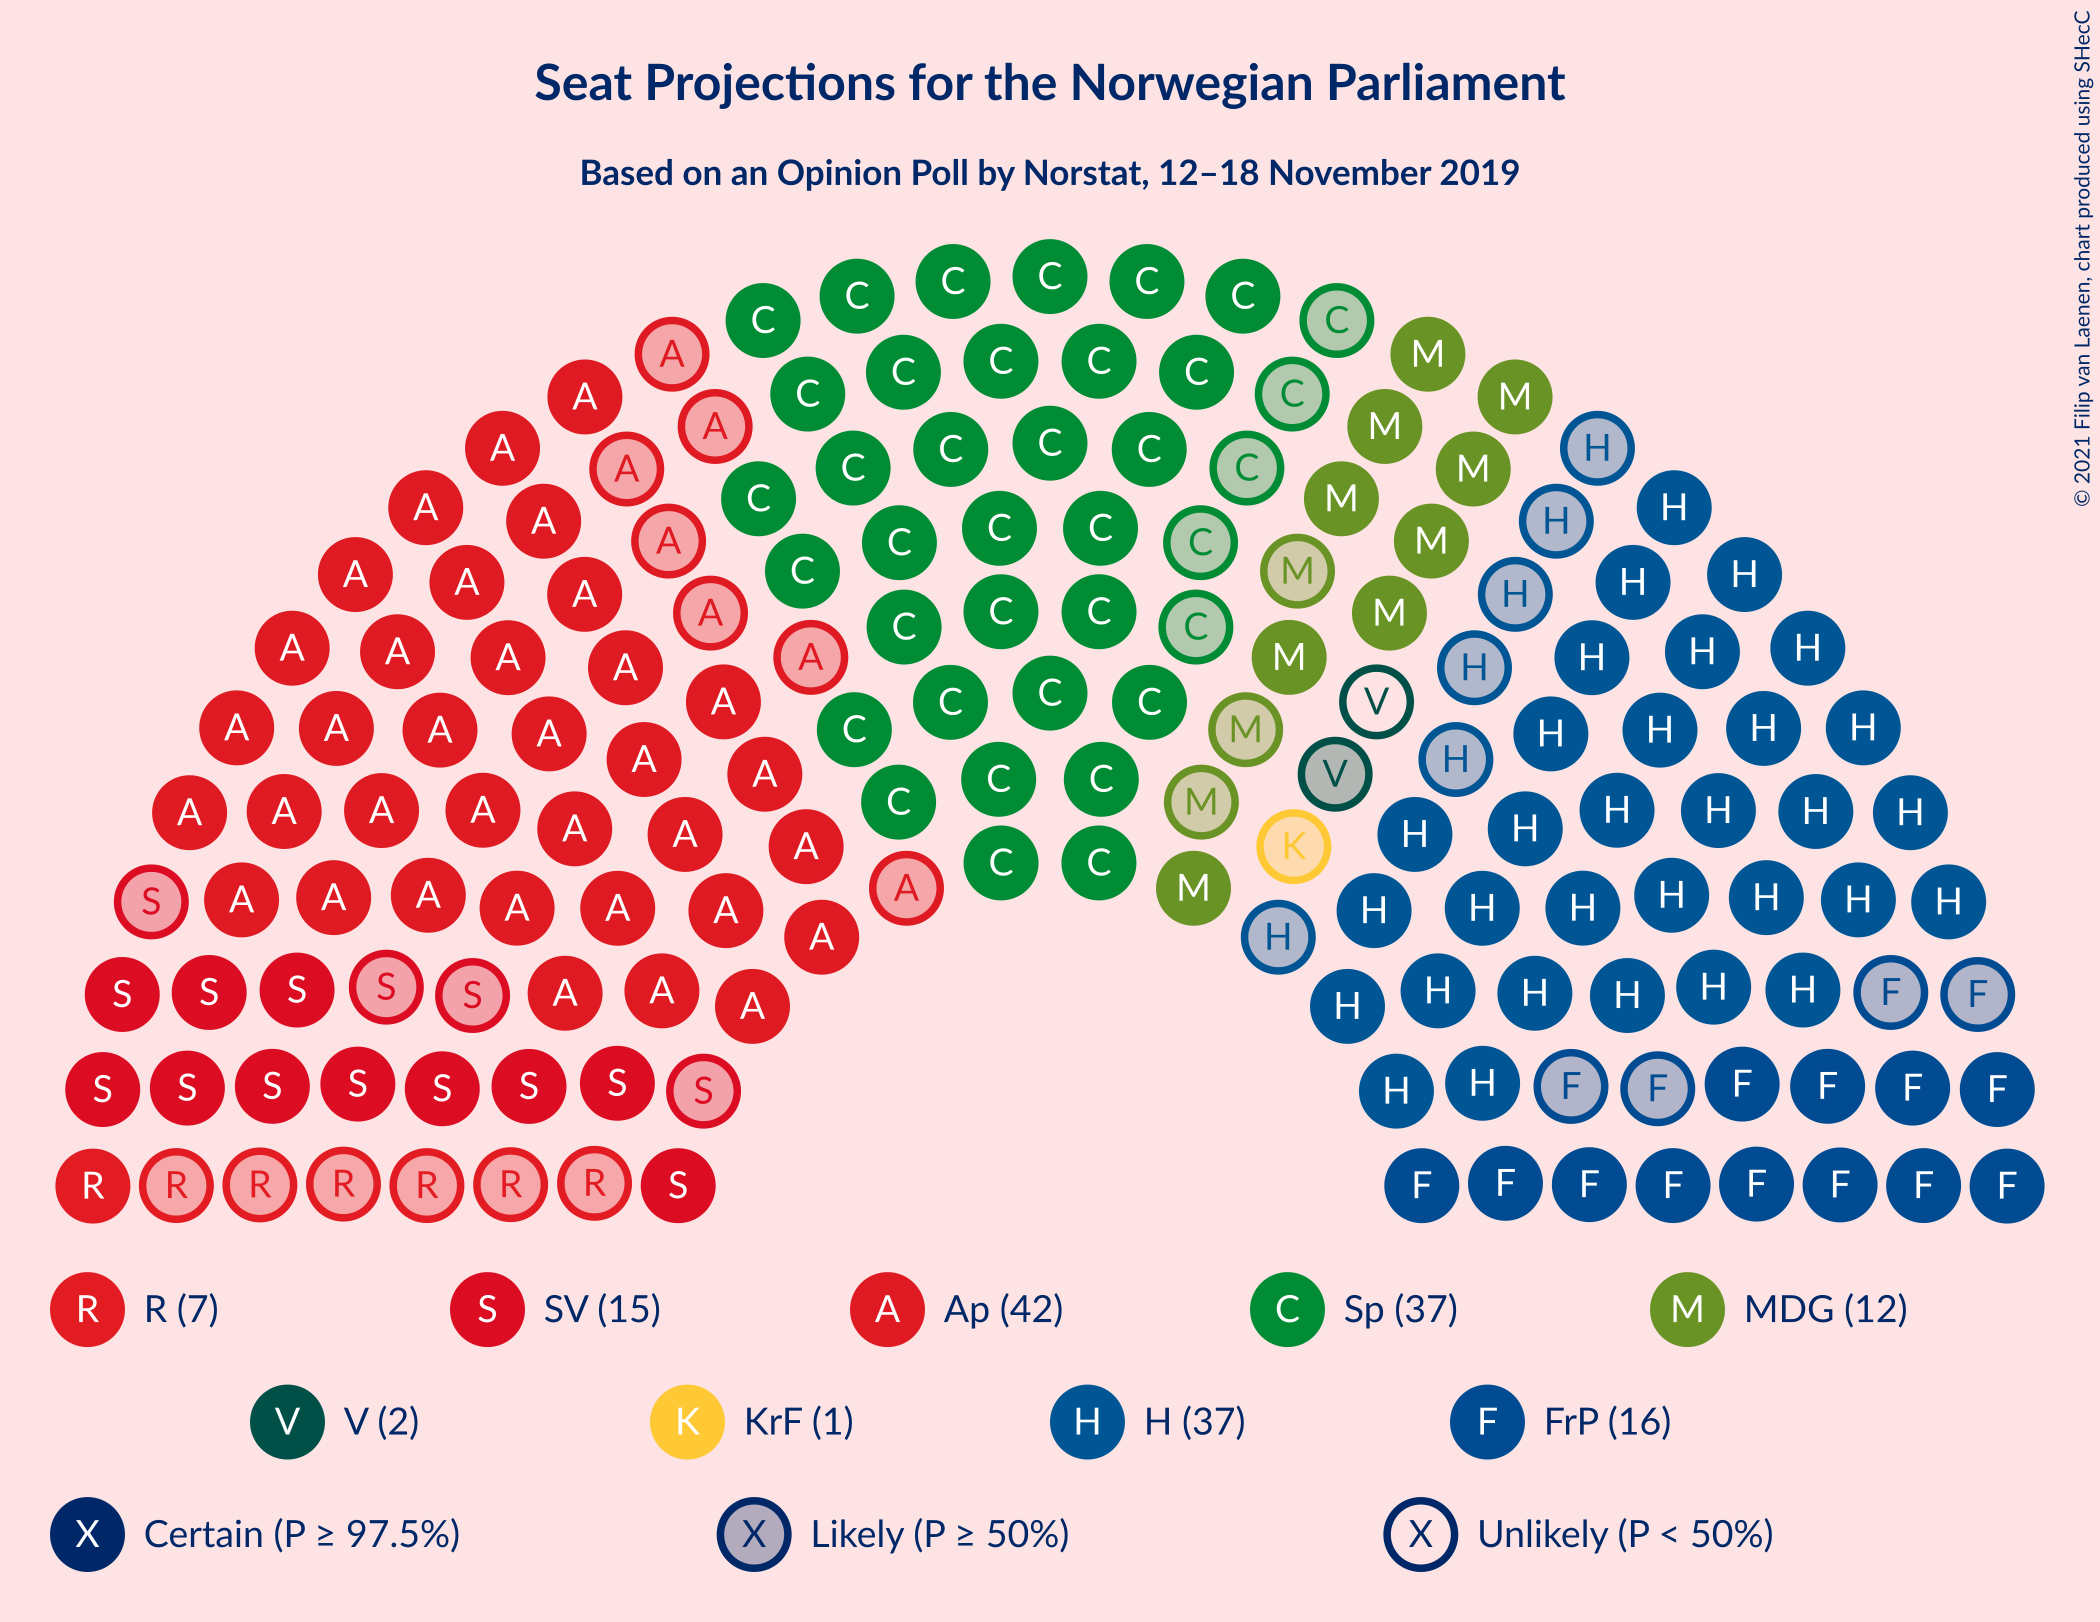 © 2021 Filip van Laenen, chart produced using SHecC
Seat Projections for the Norwegian Parliament
Based on an Opinion Poll by Norstat, 12–18 November 2019
C C C C C C C
A C C C C C C C M
A A C C C C C M M
A A C C C C C M H
A A A C C C C C M M H H
A A A A C C C C M M H H H
A A A A A C C C C M H H H H
A A A A A C C C M V H H H H
A A A A A A C C C M V H H H H H
A A A A A A A C C M K H H H H H H
S A A A A A A A A M H H H H H H H H
S S S S S A A A H H H H H H F F
S S S S S S S S H H F F F F F F
R R R R R R R S F F F F F F F F
R R (7) S SV (15) A Ap (42) C Sp (37) M MDG (12)
V V (2) K KrF (1) H H (37) F FrP (16)
X Certain (P ≥ 97.5%) X Likely (P ≥ 50%) X Unlikely (P < 50%)